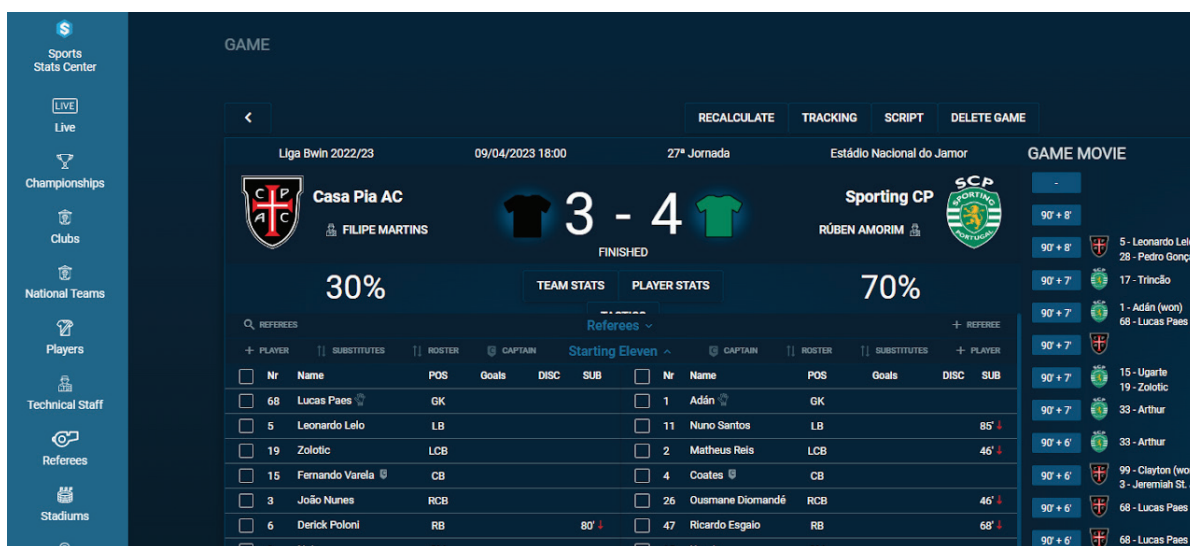 Sports
Stats Center
LIVE
Live
Championships
Clubs
National Teams
Players
Technical Staff
Referees
Stadiums
GAME
RECALCULATE TRACKING SCRIPT DELETE GAME
Liga Bwin 2022/23 09/04/2023 18:00 27ª Jornada Estádio Nacional do Jamor
C P A C
Casa Pia AC
FILIPE MARTINS
3 - 4
FINISHED
Sporting CP
RÚBEN AMORIM
SCP
SPORTING
PORTUGAL
30% TEAM STATS PLAYER STATS 70%
REFEREES Referees + REFEREE
+ PLAYER SUBSTITUTES ROSTER CAPTAIN Starting Eleven CAPTAIN ROSTER SUBSTITUTES + PLAYER
Nr Name POS Goals DISC SUB Nr Name POS Goals DISC SUB
68 Lucas Paes GK 1 Adán GK
5 Leonardo Lelo LB 11 Nuno Santos LB 85'
19 Zolotic LCB 2 Matheus Reis LCB 46'
15 Fernando Varela CB 4 Coates CB
3 João Nunes RCB 26 Ousmane Diomandé RCB 46'
6 Derick Poloni RB 80' 47 Ricardo Esgaio RB 68'
GAME MOVIE
-
90' + 8'
90' + 8' 5 - Leonardo Lelo
28 - Pedro Gonça
90' + 7' 17 - Trincão
90' + 7' 1 - Adán (won)
68 - Lucas Paes
90' + 7'
90' + 7' 15 - Ugarte
19 - Zolotic
90' + 7' 33 - Arthur
90' + 6' 33 - Arthur
90' + 6' 99 - Clayton (wo
3 - Jeremiah St.
90' + 6' 68 - Lucas Paes
90' + 6' 68 - Lucas Paes